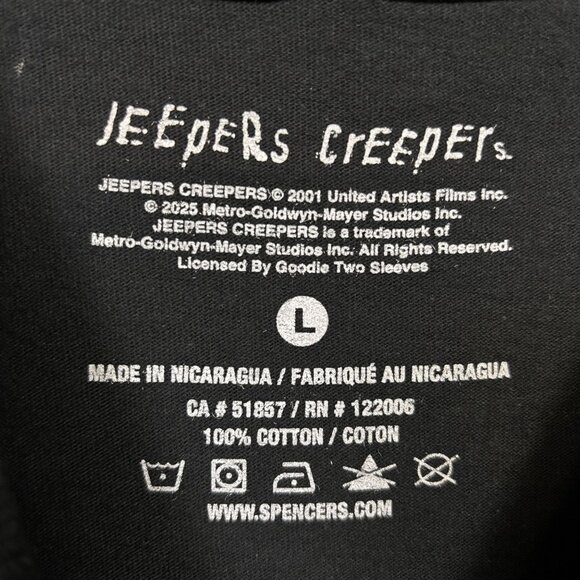 JEEpERs CrEEpErs
JEEPERS CREEPERS © 2001 United Artists Films Inc.
© 2025 Metro-Goldwyn-Mayer Studios Inc.
JEEPERS CREEPERS is a trademark of
Metro-Goldwyn-Mayer Studios Inc. All Rights Reserved.
Licensed By Goodie Two Sleeves
L
MADE IN NICARAGUA / FABRIQUÉ AU NICARAGUA
CA # 51857 / RN # 122006
100% COTTON / COTON
WWW.SPENCERS.COM